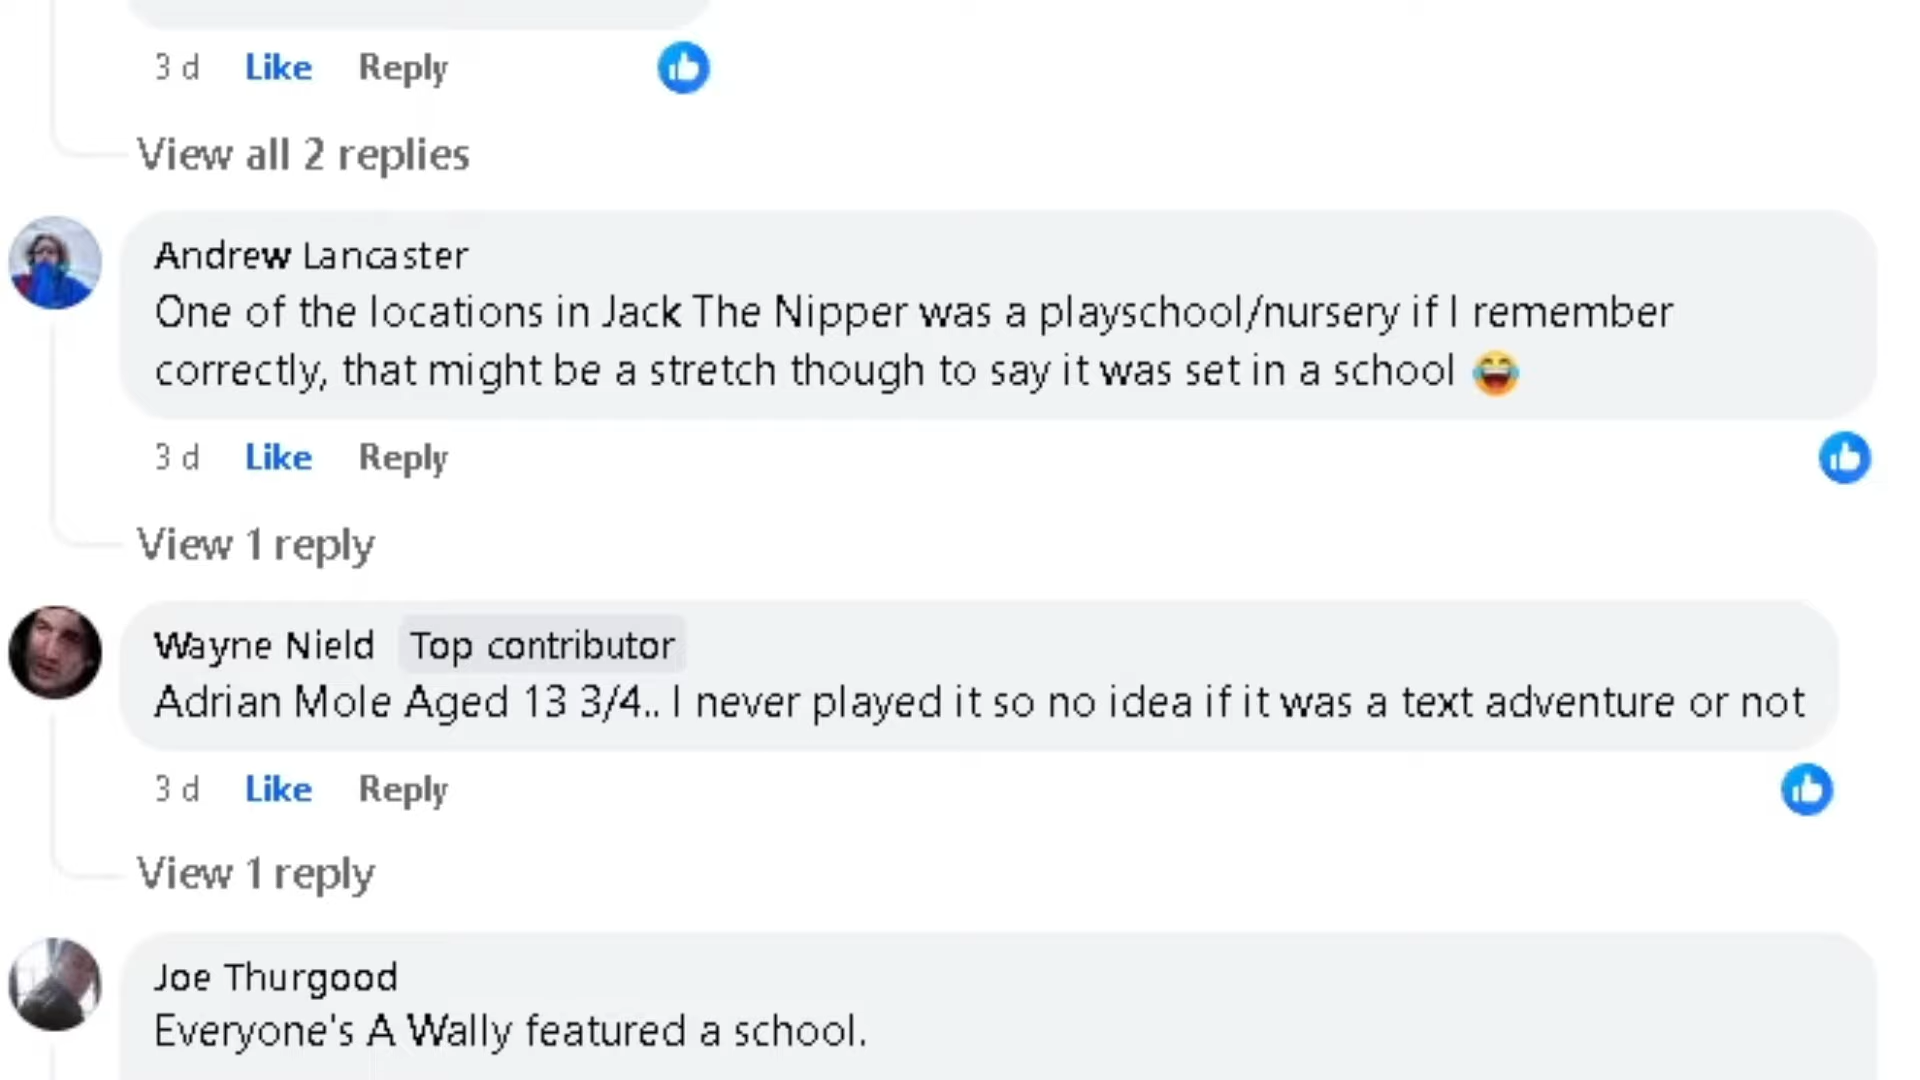 3 d Like Reply
View all 2 replies
Andrew Lancaster
One of the locations in Jack The Nipper was a playschool/nursery if I remember
correctly, that might be a stretch though to say it was set in a school 😂
3 d Like Reply
View 1 reply
Wayne Nield Top contributor
Adrian Mole Aged 13 3/4.. I never played it so no idea if it was a text adventure or not
3 d Like Reply
View 1 reply
Joe Thurgood
Everyone's A Wally featured a school.